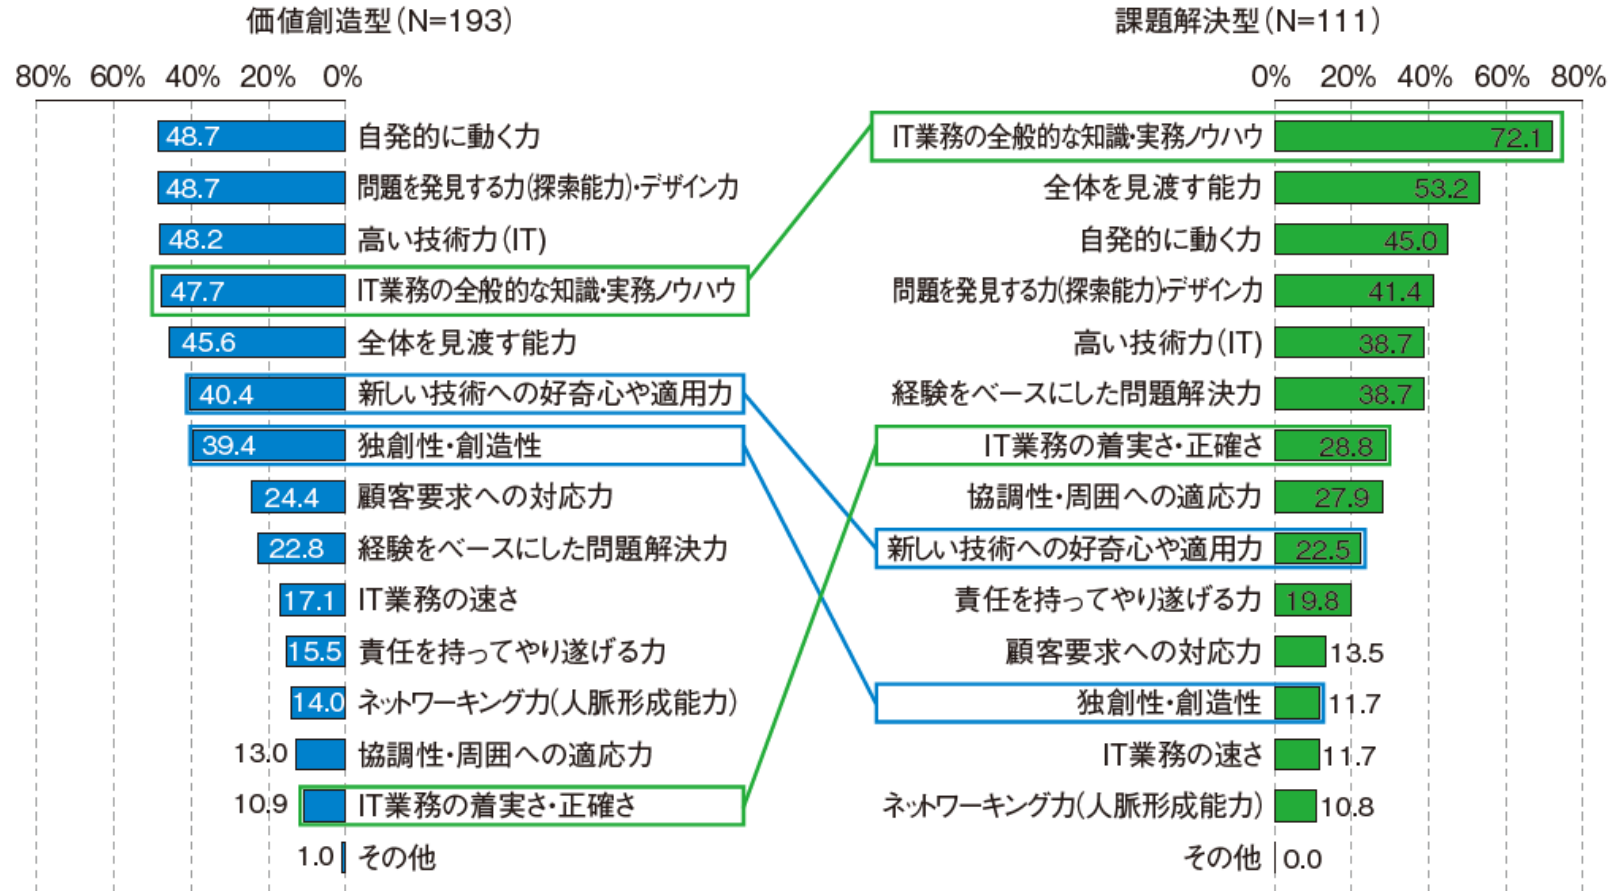 価値創造型(N=193)
80% 60% 40% 20% 0%
48.7 自発的に動く力
48.7 問題を発見する力(探索能力)・デザイン力
48.2 高い技術力(IT)
47.7 IT業務の全般的な知識・実務ノウハウ
45.6 全体を見渡す能力
40.4 新しい技術への好奇心や適用力
39.4 独創性・創造性
24.4 顧客要求への対応力
22.8 経験をベースにした問題解決力
17.1 IT業務の速さ
15.5 責任を持ってやり遂げる力
14.0 ネットワーキング力(人脈形成能力)
13.0 協調性・周囲への適応力
10.9 IT業務の着実さ・正確さ
1.0 その他
課題解決型(N=111)
0% 20% 40% 60% 80%
IT業務の全般的な知識・実務ノウハウ 72.1
全体を見渡す能力 53.2
自発的に動く力 45.0
問題を発見する力(探索能力)・デザイン力 41.4
高い技術力(IT) 38.7
経験をベースにした問題解決力 38.7
IT業務の着実さ・正確さ 28.8
協調性・周囲への適応力 27.9
新しい技術への好奇心や適用力 22.5
責任を持ってやり遂げる力 19.8
顧客要求への対応力 13.5
独創性・創造性 11.7
IT業務の速さ 11.7
ネットワーキング力(人脈形成能力) 10.8
その他 0.0